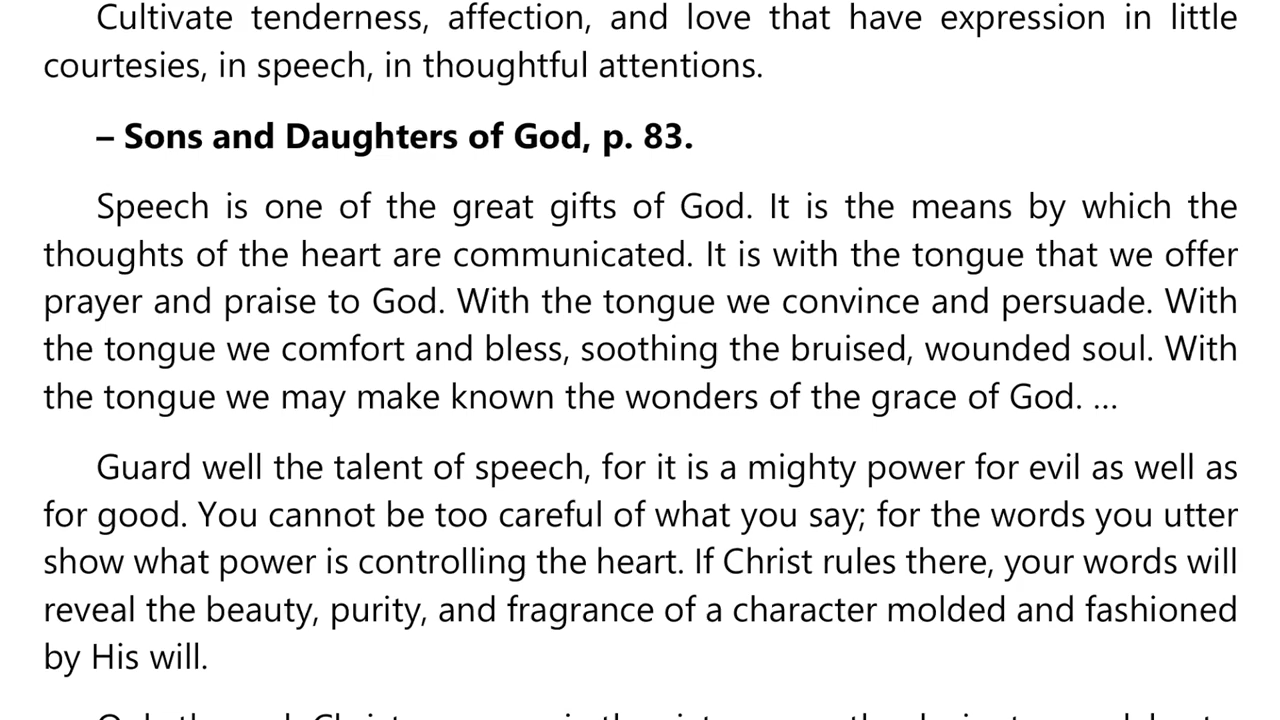 Cultivate tenderness, affection, and love that have expression in little
courtesies, in speech, in thoughtful attentions.
– Sons and Daughters of God, p. 83.
Speech is one of the great gifts of God. It is the means by which the
thoughts of the heart are communicated. It is with the tongue that we offer
prayer and praise to God. With the tongue we convince and persuade. With
the tongue we comfort and bless, soothing the bruised, wounded soul. With
the tongue we may make known the wonders of the grace of God. ...
Guard well the talent of speech, for it is a mighty power for evil as well as
for good. You cannot be too careful of what you say; for the words you utter
show what power is controlling the heart. If Christ rules there, your words will
reveal the beauty, purity, and fragrance of a character molded and fashioned
by His will.